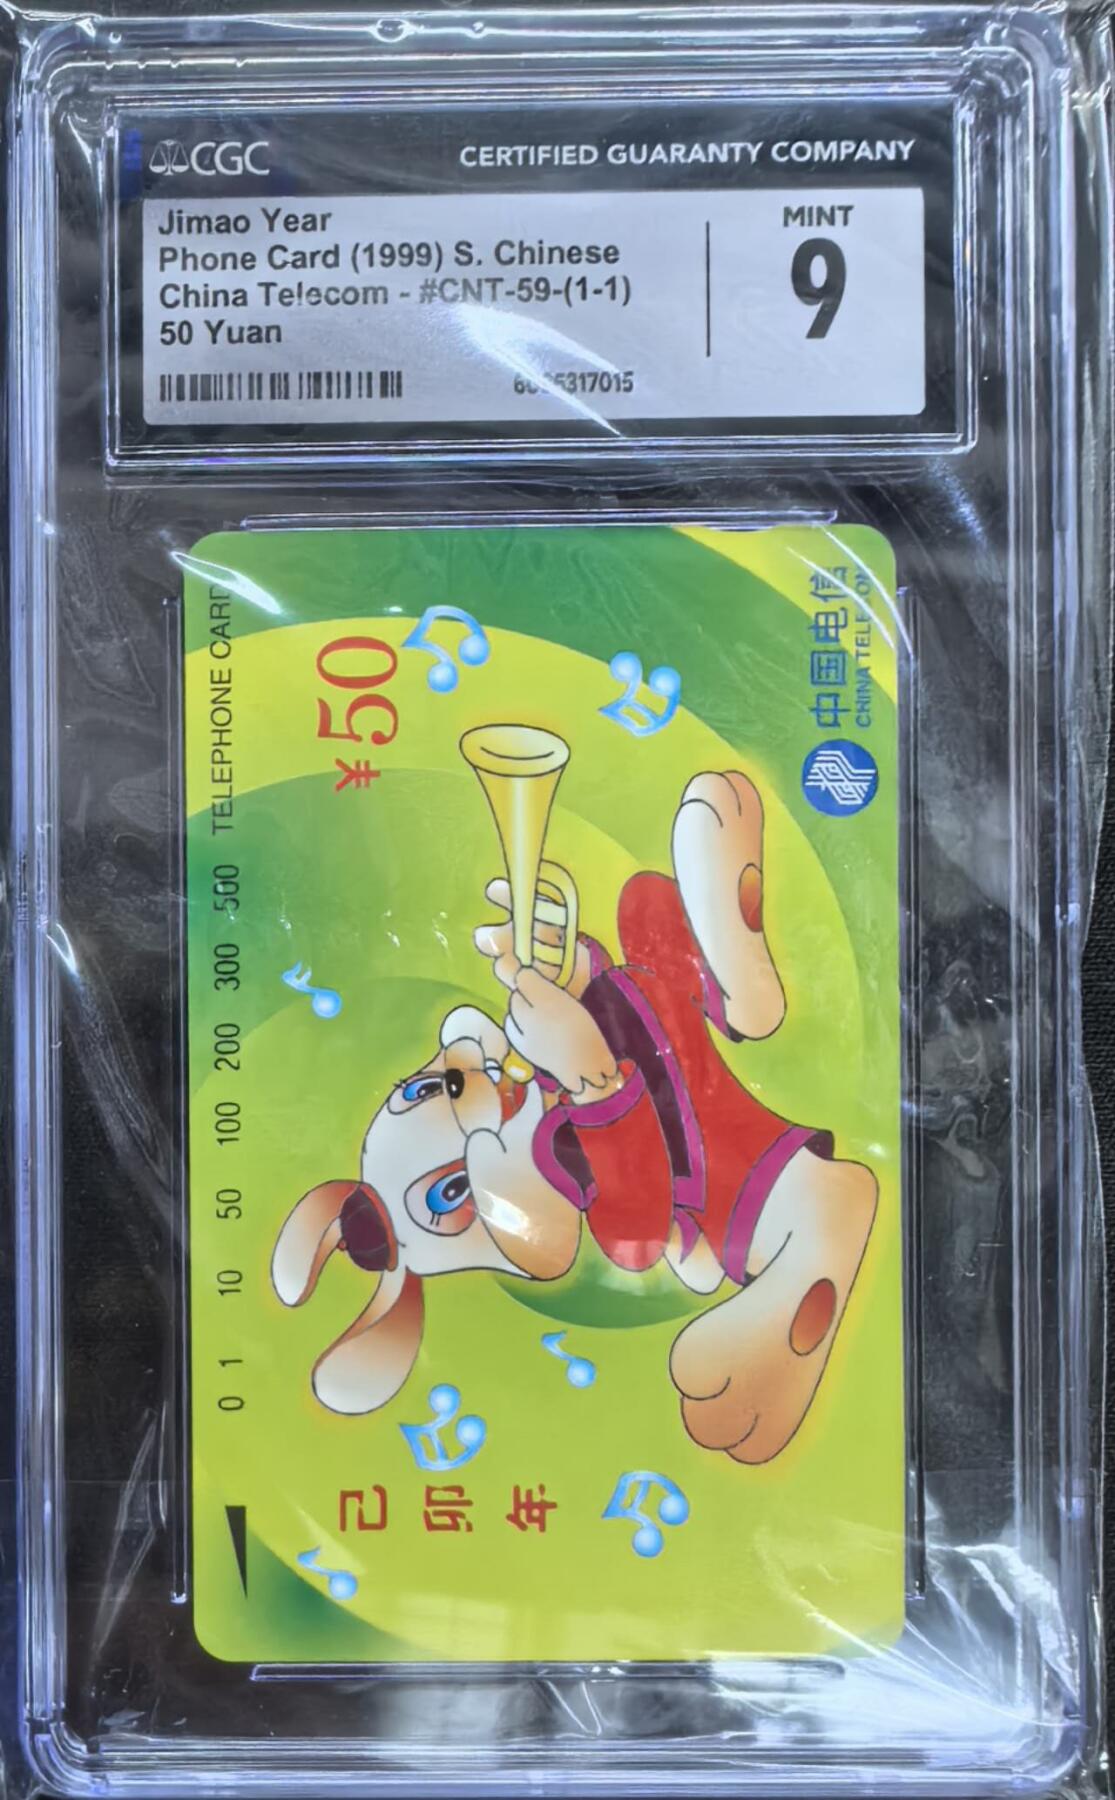 CGC
CERTIFIED GUARANTY COMPANY
Jimao Year
Phone Card (1999) S. Chinese
China Telecom - #CNT-59-(1-1)
50 Yuan
MINT
9
中国电信
CHINA TELECOM
¥50
己卯年
0 1 10 50 100 200 300 500 TELEPHONE CARD